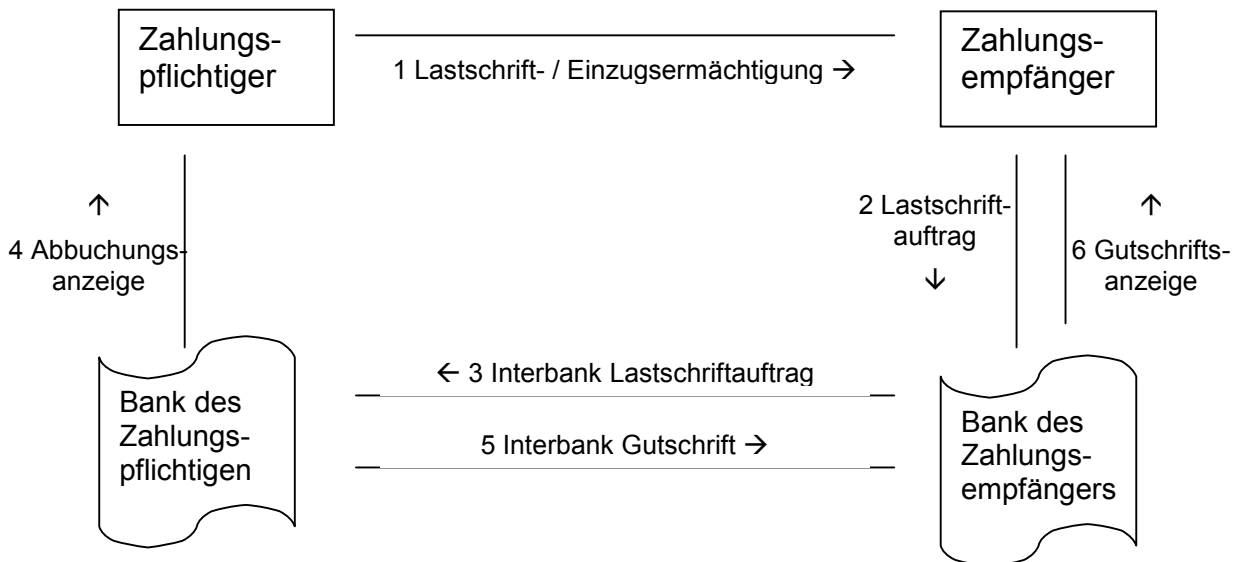 Zahlungs-
pflichtiger
1 Lastschrift- / Einzugsermächtigung →
Zahlungs-
empfänger
↑
4 Abbuchungs-
anzeige
2 Lastschrift-
auftrag
↓
↑
6 Gutschrifts-
anzeige
← 3 Interbank Lastschriftauftrag
5 Interbank Gutschrift →
Bank des
Zahlungs-
pflichtigen
Bank des
Zahlungs-
empfängers